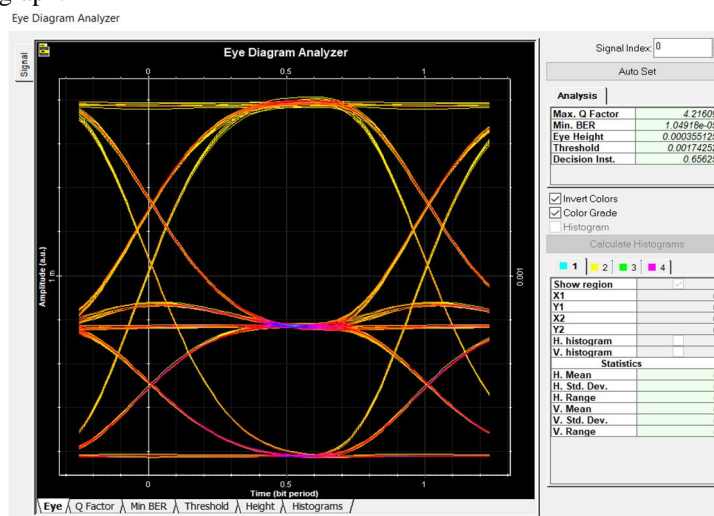 Eye Diagram Analyzer
Signal Index: 0
Auto Set
Analysis
Max. Q Factor 4.21609
Min. BER 1.04918e-05
Eye Height 0.000355125
Threshold 0.00174252
Decision Inst. 0.65625
Invert Colors
Color Grade
Histogram
Calculate Histograms
1 2 3 4
Show region
X1
Y1
X2
Y2
H. histogram
V. histogram
Statistics
H. Mean
H. Std. Dev.
H. Range
V. Mean
V. Std. Dev.
V. Range
Signal
Eye Diagram Analyzer
0 0.5 1
Amplitude (a.u.)
1 m
0.001
0 0.5 1
Time (bit period)
Eye Q Factor Min BER Threshold Height Histograms